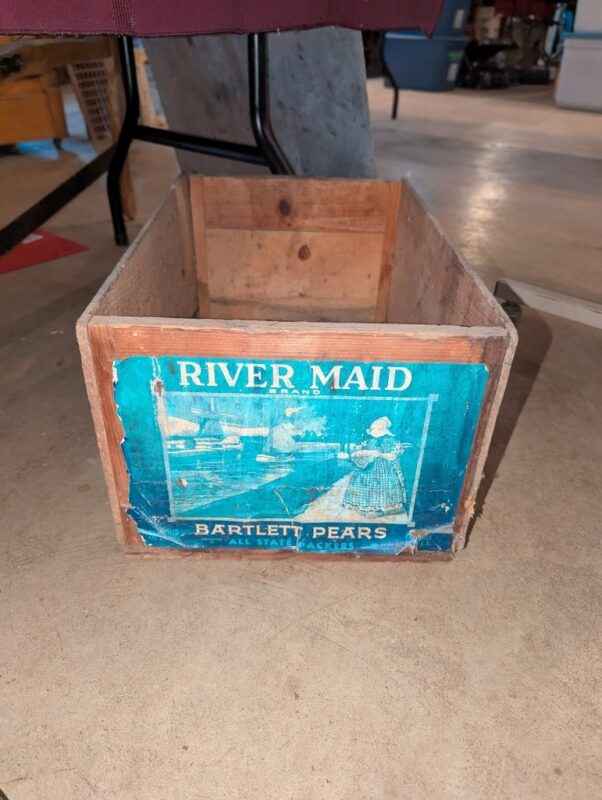 RIVER MAID
BRAND
BARTLETT PEARS
ALL STATE PACKERS